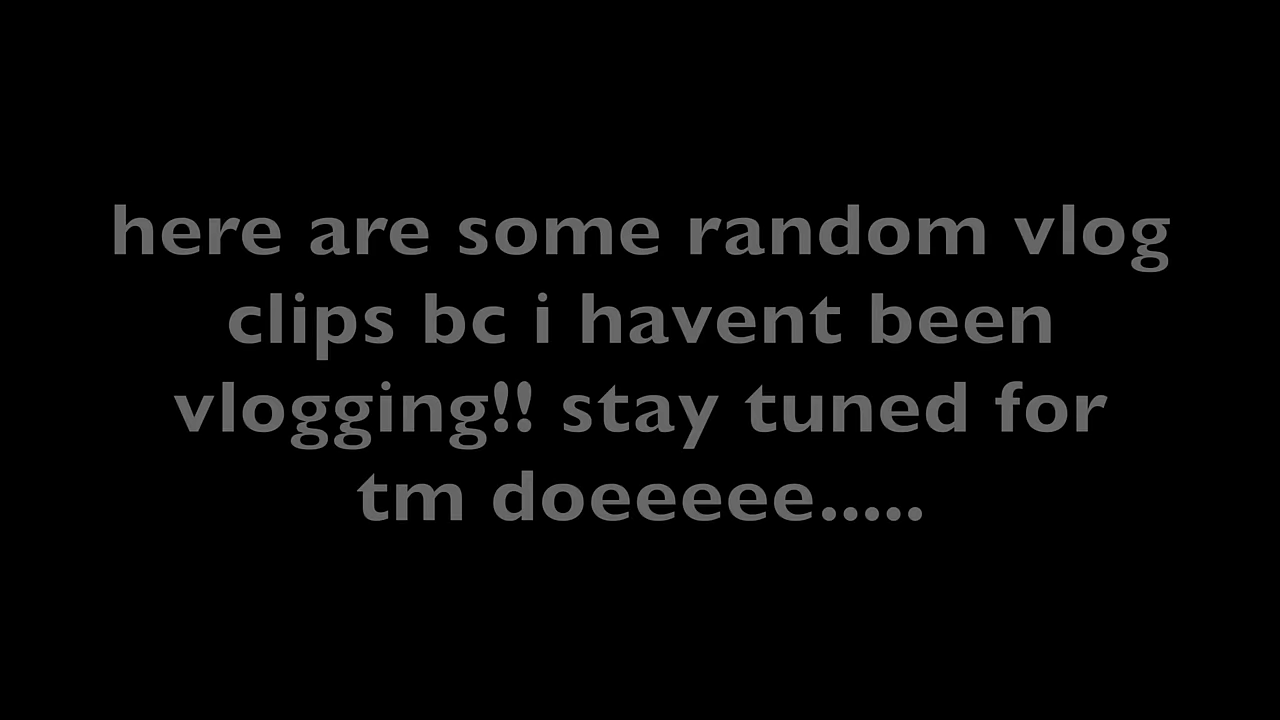 here are some random vlog
clips bc i havent been
vlogging!! stay tuned for
tm doeeeee.....